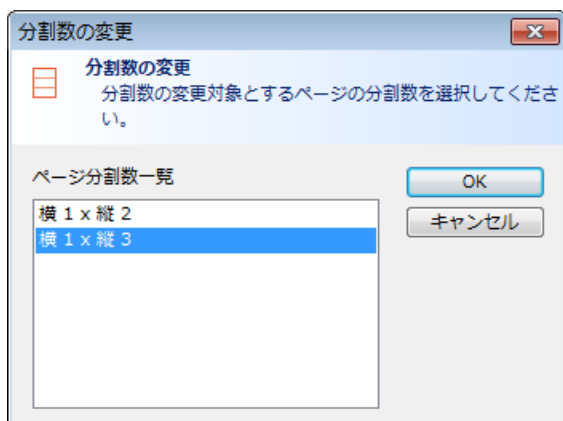 分割数の変更
分割数の変更
分割数の変更対象とするページの分割数を選択してくださ
い。
ページ分割数一覧
OK
横 1 x 縦 2
キャンセル
横 1 x 縦 3